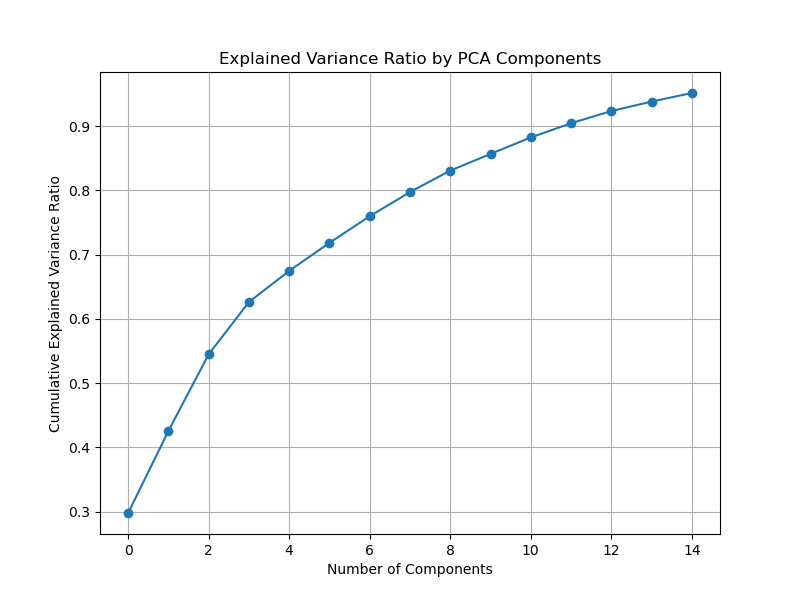 Explained Variance Ratio by PCA Components
Cumulative Explained Variance Ratio
0.9
0.8
0.7
0.6
0.5
0.4
0.3
0 2 4 6 8 10 12 14
Number of Components